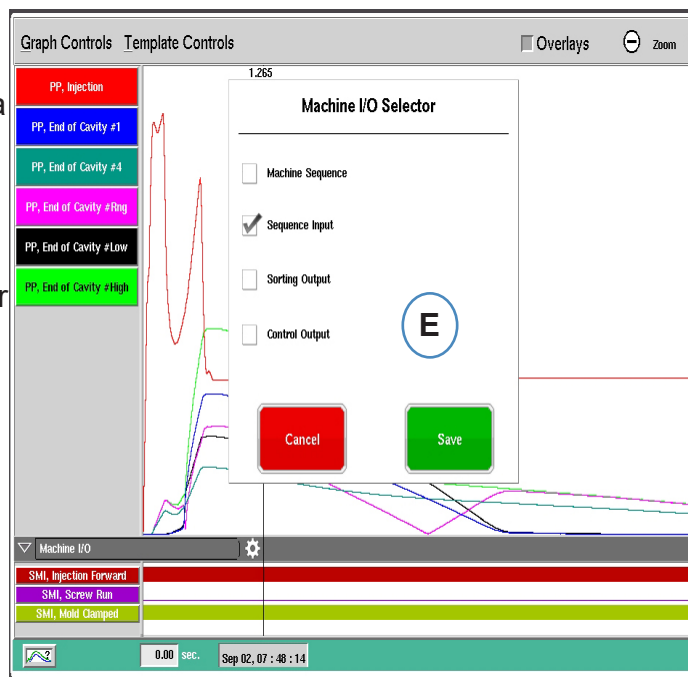 Graph Controls Template Controls Overlays Zoom
a
r
PP, Injection
PP, End of Cavity #1
PP, End of Cavity #4
PP, End of Cavity #Rng
PP, End of Cavity #Low
PP, End of Cavity #High
1.265
Machine I/O Selector
Machine Sequence
Sequence Input
Sorting Output
Control Output
E
Cancel Save
Machine I/O
SMI, Injection Forward
SMI, Screw Run
SMI, Mold Clamped
0.00 sec. Sep 02, 07 : 48 : 14